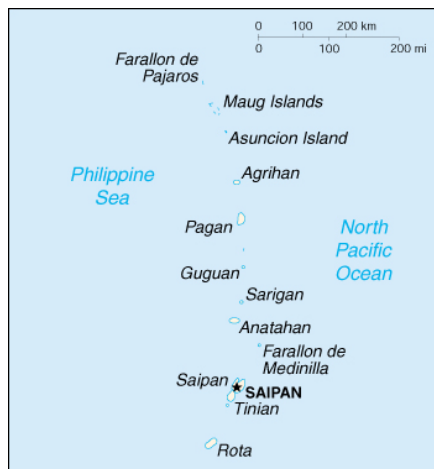 0 100 200 km
0 100 200 mi
Farallon de
Pajaros
Maug Islands
Asuncion Island
Agrihan
Philippine
Sea
Pagan
North
Pacific
Ocean
Guguan
Sarigan
Anatahan
Farallon de
Medinilla
Saipan
SAIPAN
Tinian
Rota